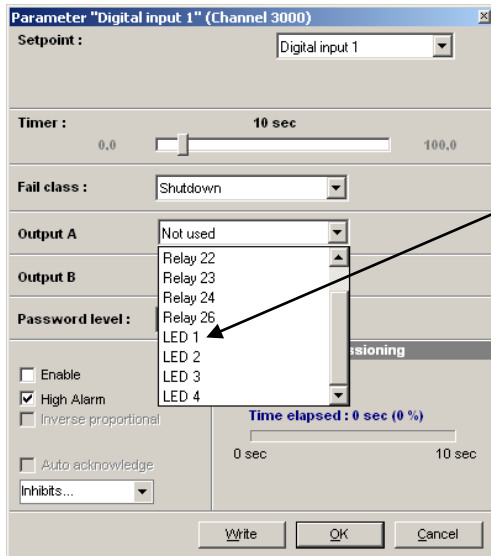 Parameter "Digital input 1" (Channel 3000)
Setpoint :
Digital input 1
Timer :
10 sec
0,0
100,0
Fail class :
Shutdown
Output A
Not used
Relay 22
Output B
Relay 23
Relay 24
Password level :
Relay 26
LED 1
LED 2
Enable
LED 3
High Alarm
LED 4
Inverse proportional
Time elapsed : 0 sec (0 %)
0 sec
10 sec
Auto acknowledge
Inhibits...
Write
OK
Cancel